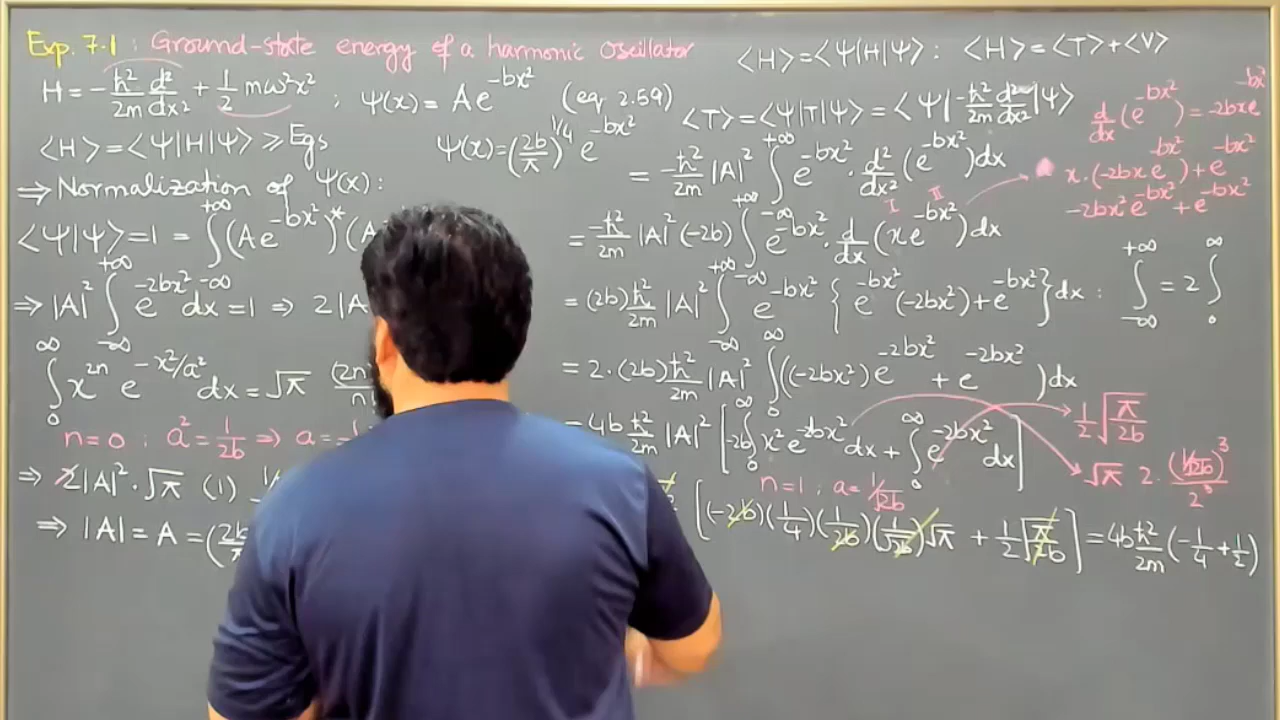 Exp. 7.1 : Ground-state energy of a harmonic oscillator
H = -ħ²/2m d²/dx² + 1/2 mω²x² ; Ψ(x) = A e^{-bx²} (eq 2.59)
<H> = <Ψ|H|Ψ> ≥ Egs
Ψ(x) = (2b/π)^{1/4} e^{-bx²}
⇒ Normalization of Ψ(x):
<Ψ|Ψ> = 1 = ∫_{-∞}^{+∞} (Ae^{-bx²})* (A
⇒ |A|² ∫_{-∞}^{+∞} e^{-2bx²} dx = 1 ⇒ 2|A
∫_0^∞ x^{2n} e^{-x²/a²} dx = √π (2n
n=0 ; a² = 1/2b ⇒ a =
⇒ 2|A|² · √π (1)
⇒ |A| = A = (2b/π
<H> = <Ψ|H|Ψ> : <H> = <T> + <V>
<T> = <Ψ|T|Ψ> = <Ψ| -ħ²/2m d²/dx² |Ψ>
= -ħ²/2m |A|² ∫_{-∞}^{+∞} e^{-bx²} · d²/dx² (e^{-bx²}) dx
I II
= -ħ²/2m |A|² (-2b) ∫_{-∞}^{+∞} e^{-bx²} · d/dx (x e^{-bx²}) dx
= (2b) ħ²/2m |A|² ∫_{-∞}^{+∞} e^{-bx²} { e^{-bx²} (-2bx²) + e^{-bx²} } dx : ∫_{-∞}^{+∞} = 2 ∫_0^∞
= 2·(2b) ħ²/2m |A|² ∫_0^∞ ((-2bx²) e^{-2bx²} + e^{-2bx²}) dx
= 4b ħ²/2m |A|² [ -2b ∫_0^∞ x² e^{-2bx²} dx + ∫_0^∞ e^{-2bx²} dx ]
n=1 ; a = 1/√2b
[ (-2b)(1/4)(1/2b)(1/√2b) √π + 1/2 √π/2b ] = 4b ħ²/2m (-1/4 + 1/2)
d/dx (e^{-bx²}) = -2bx e^{-bx²}
x·(-2bx e^{-bx²}) + e^{-bx²}
-2bx² e^{-bx²} + e^{-bx²}
1/2 √π/2b
√π 2 · (1/√2b)³/2³